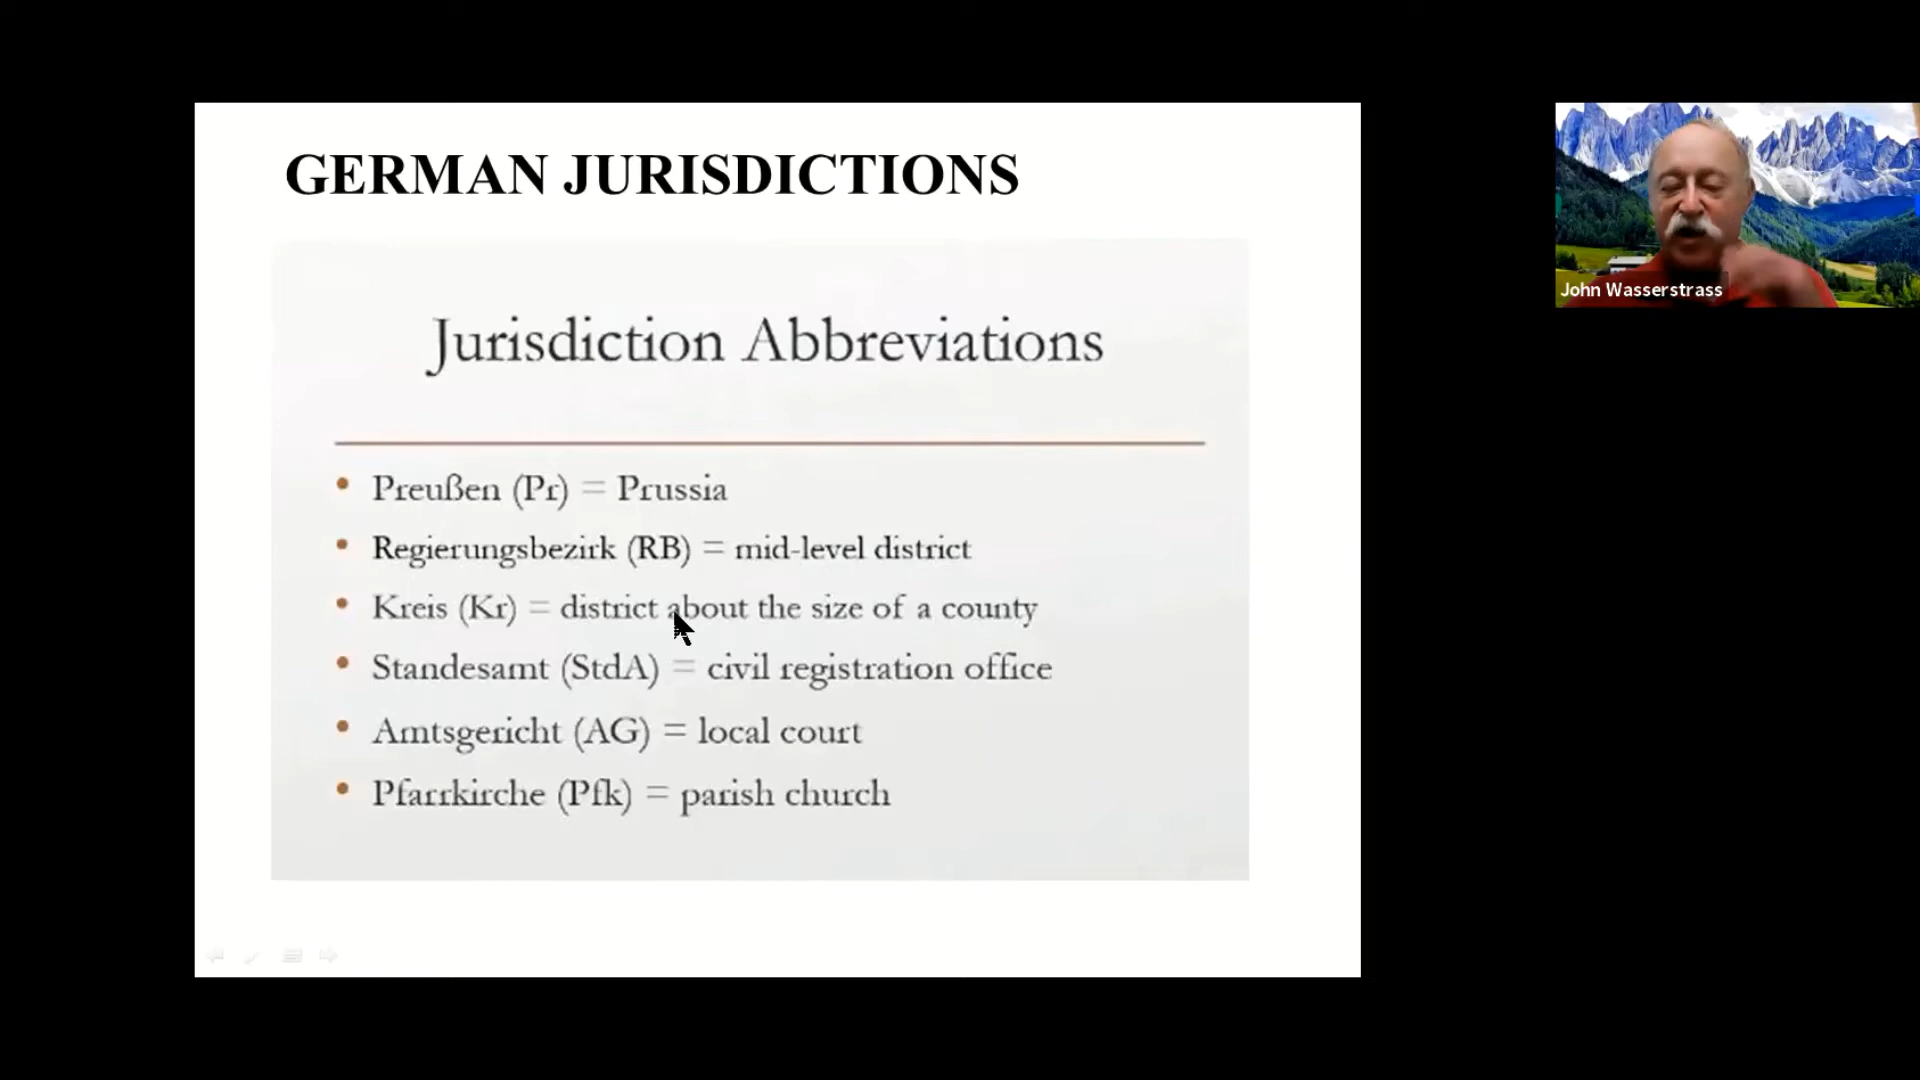 GERMAN JURISDICTIONS
Jurisdiction Abbreviations
• Preußen (Pr) = Prussia
• Regierungsbezirk (RB) = mid-level district
• Kreis (Kr) = district about the size of a county
• Standesamt (StdA) = civil registration office
• Amtsgericht (AG) = local court
• Pfarrkirche (Pfk) = parish church
John Wasserstrass